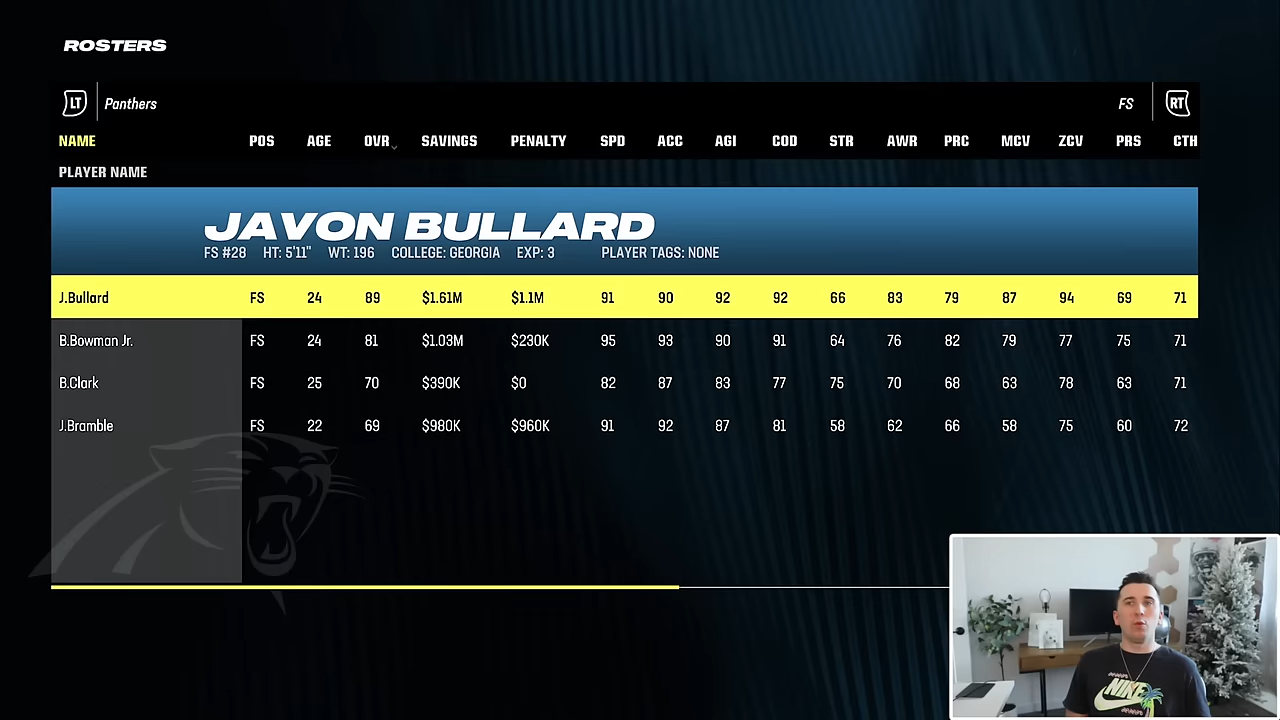 ROSTERS
LT Panthers FS RT
NAME POS AGE OVR SAVINGS PENALTY SPD ACC AGI COD STR AWR PRC MCV ZCV PRS CTH
PLAYER NAME
JAVON BULLARD
FS #28 HT: 5'11" WT: 196 COLLEGE: GEORGIA EXP: 3 PLAYER TAGS: NONE
J.Bullard FS 24 89 $1.61M $1.1M 91 90 92 92 66 83 79 87 94 69 71
B.Bowman Jr. FS 24 81 $1.03M $230K 95 93 90 91 64 76 82 79 77 75 71
B.Clark FS 25 70 $390K $0 82 87 83 77 75 70 68 63 78 63 71
J.Bramble FS 22 69 $980K $960K 91 92 87 81 58 62 66 58 75 60 72
NIKE